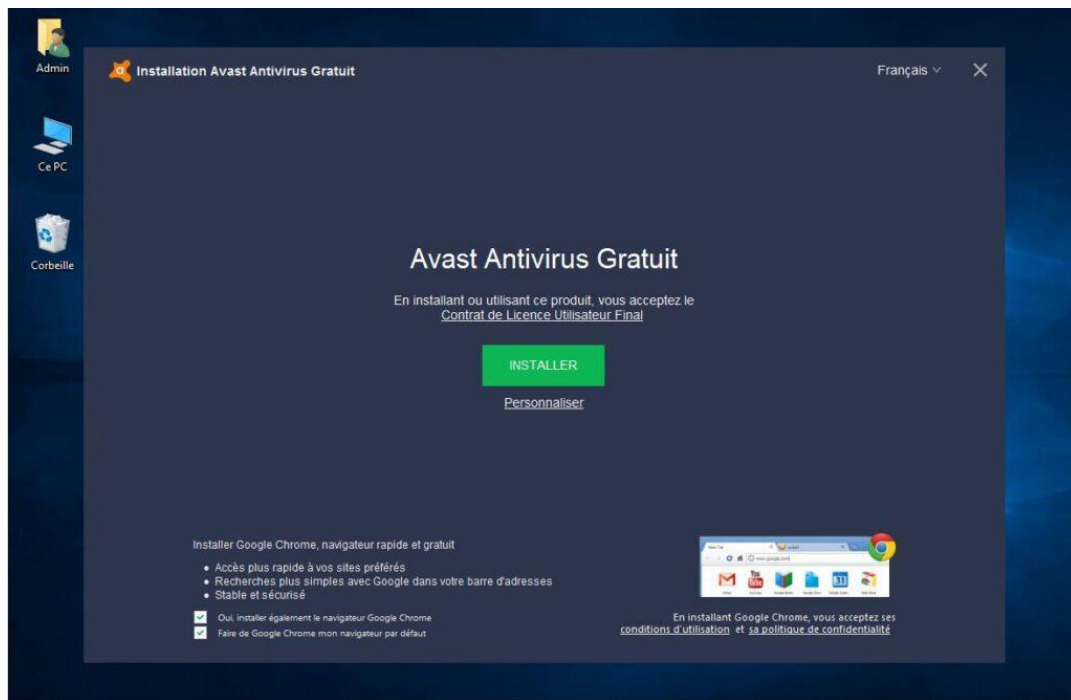 Admin
Ce PC
Corbeille
Installation Avast Antivirus Gratuit
Français
Avast Antivirus Gratuit
En installant ou utilisant ce produit, vous acceptez le
Contrat de Licence Utilisateur Final
INSTALLER
Personnaliser
Installer Google Chrome, navigateur rapide et gratuit
• Accès plus rapide à vos sites préférés
• Recherches plus simples avec Google dans votre barre d'adresses
• Stable et sécurisé
Oui, installer également le navigateur Google Chrome
Faire de Google Chrome mon navigateur par défaut
En installant Google Chrome, vous acceptez ses
conditions d'utilisation et sa politique de confidentialité